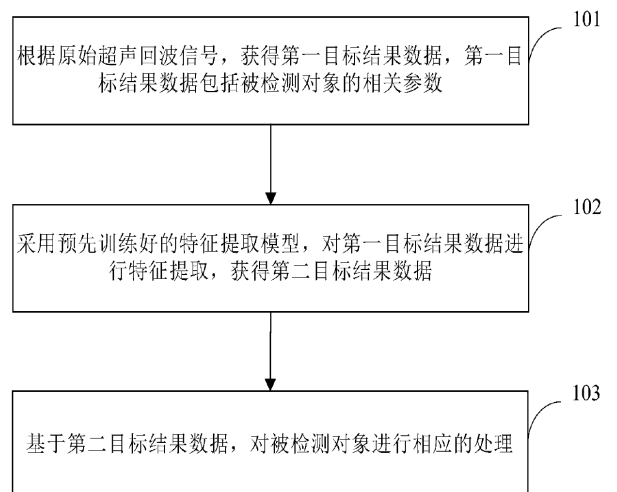 101
根据原始超声回波信号，获得第一目标结果数据，第一目
标结果数据包括被检测对象的相关参数
102
采用预先训练好的特征提取模型，对第一目标结果数据进
行特征提取，获得第二目标结果数据
103
基于第二目标结果数据，对被检测对象进行相应的处理